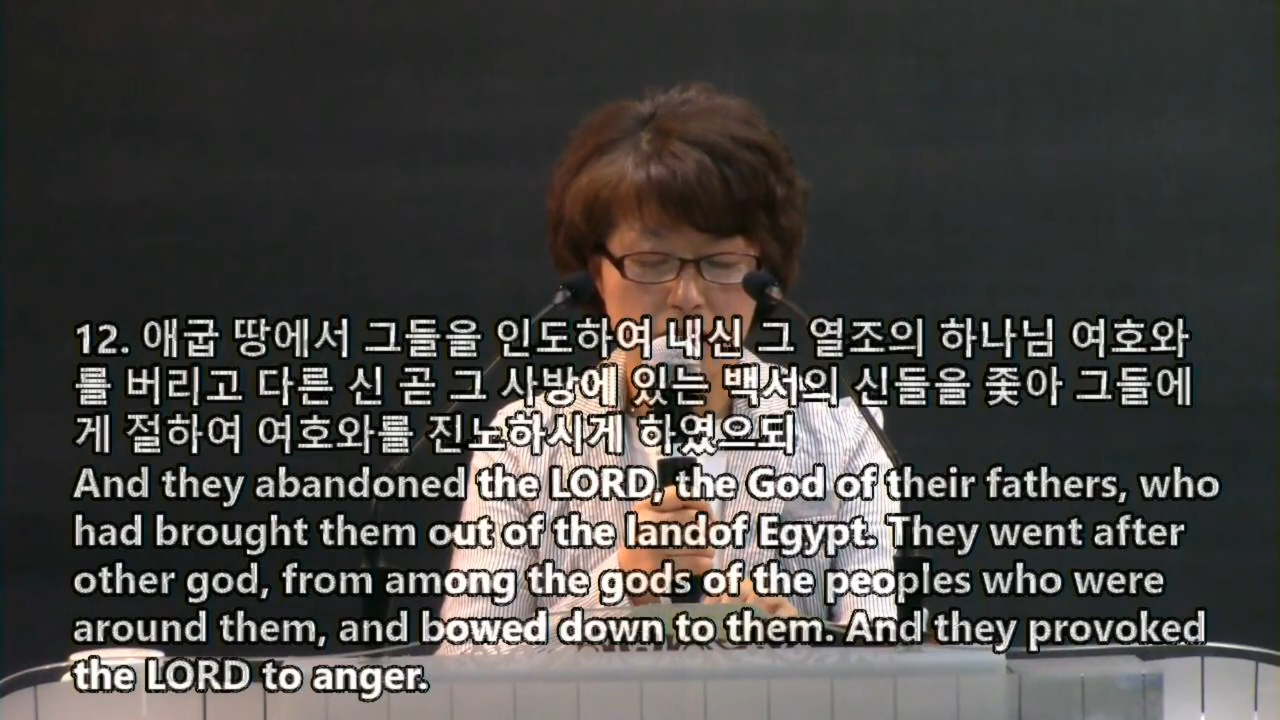 12. 애굽 땅에서 그들을 인도하여 내신 그 열조의 하나님 여호와
를 버리고 다른 신 곧 그 사방에 있는 백서의 신들을 좇아 그들에
게 절하여 여호와를 진노하시게 하였으되
And they abandoned the LORD, the God of their fathers, who
had brought them out of the landof Egypt. They went after
other god, from among the gods of the peoples who were
around them, and bowed down to them. And they provoked
the LORD to anger.